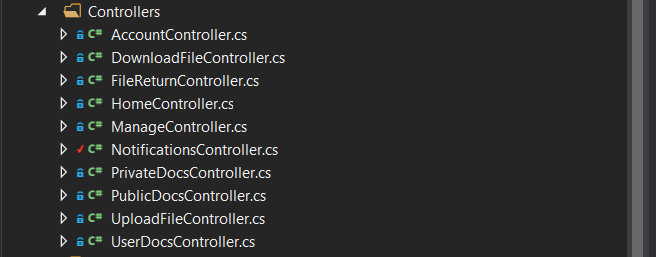 Controllers
C# AccountController.cs
C# DownloadFileController.cs
C# FileReturnController.cs
C# HomeController.cs
C# ManageController.cs
C# NotificationsController.cs
C# PrivateDocsController.cs
C# PublicDocsController.cs
C# UploadFileController.cs
C# UserDocsController.cs